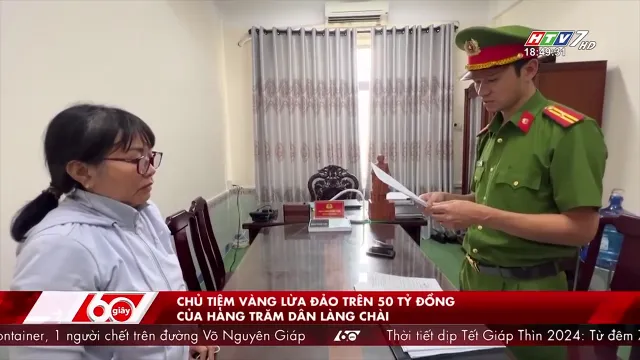 HTV7 HD
18:49:31
60 giây
CHỦ TIỆM VÀNG LỪA ĐẢO TRÊN 50 TỶ ĐỒNG
CỦA HÀNG TRĂM DÂN LÀNG CHÀI
ontainer, 1 người chết trên đường Võ Nguyên Giáp 60 Thời tiết dịp Tết Giáp Thìn 2024: Từ đêm